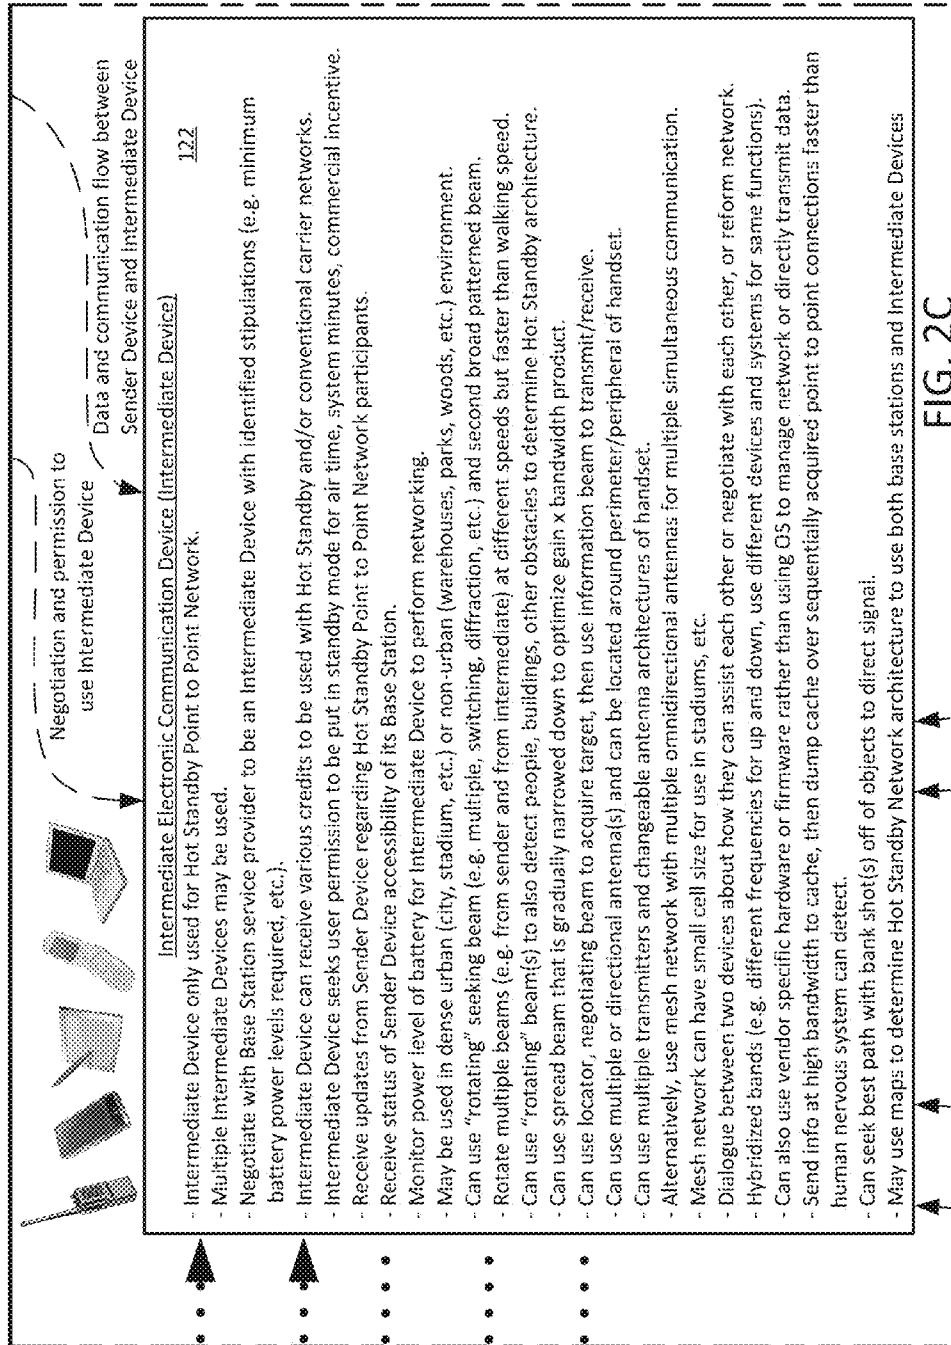 Negotiation and permission to
use Intermediate Device
Data and communication flow between
Sender Device and Intermediate Device
Intermediate Electronic Communication Device (Intermediate Device)
122
- Intermediate Device only used for Hot Standby Point to Point Network.
- Multiple Intermediate Devices may be used.
- Negotiate with Base Station service provider to be an Intermediate Device with identified stipulations (e.g. minimum
battery power levels required, etc.).
- Intermediate Device can receive various credits to be used with Hot Standby and/or conventional carrier networks.
- Intermediate Device seeks user permission to be put in standby mode for air time, system minutes, commercial incentive.
- Receive updates from Sender Device regarding Hot Standby Point to Point Network participants.
- Receive status of Sender Device accessibility of its Base Station.
- Monitor power level of battery for Intermediate Device to perform networking.
- May be used in dense urban (city, stadium, etc.) or non-urban (warehouses, parks, woods, etc.) environment.
- Can use "rotating" seeking beam (e.g. multiple, switching, diffraction, etc.) and second broad patterned beam.
- Rotate multiple beams (e.g. from sender and from intermediate) at different speeds but faster than walking speed.
- Can use "rotating" beam(s) to also detect people, buildings, other obstacles to determine Hot Standby architecture.
- Can use spread beam that is gradually narrowed down to optimize gain x bandwidth product.
- Can use locator, negotiating beam to acquire target, then use information beam to transmit/receive.
- Can use multiple or directional antenna(s) and can be located around perimeter/peripheral of handset.
- Can use multiple transmitters and changeable antenna architectures of handset.
- Alternatively, use mesh network with multiple omnidirectional antennas for multiple simultaneous communication.
- Mesh network can have small cell size for use in stadiums, etc.
- Dialogue between two devices about how they can assist each other or negotiate with each other, or reform network.
- Hybridized bands (e.g. different frequencies for up and down, use different devices and systems for same functions).
- Can also use vendor specific hardware or firmware rather than using OS to manage network or directly transmit data.
- Send info at high bandwidth to cache, then dump cache over sequentially acquired point to point connections faster than
human nervous system can detect.
- Can seek best path with bank shot(s) off of objects to direct signal.
- May use maps to determine Hot Standby Network architecture to use both base stations and Intermediate Devices
FIG. 2C